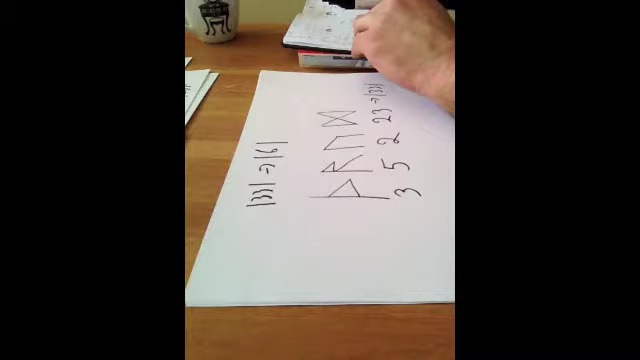 |33| → |6|
ᚦ ᚱ ᚢ ᛞ
3 5 2 23 → |33|